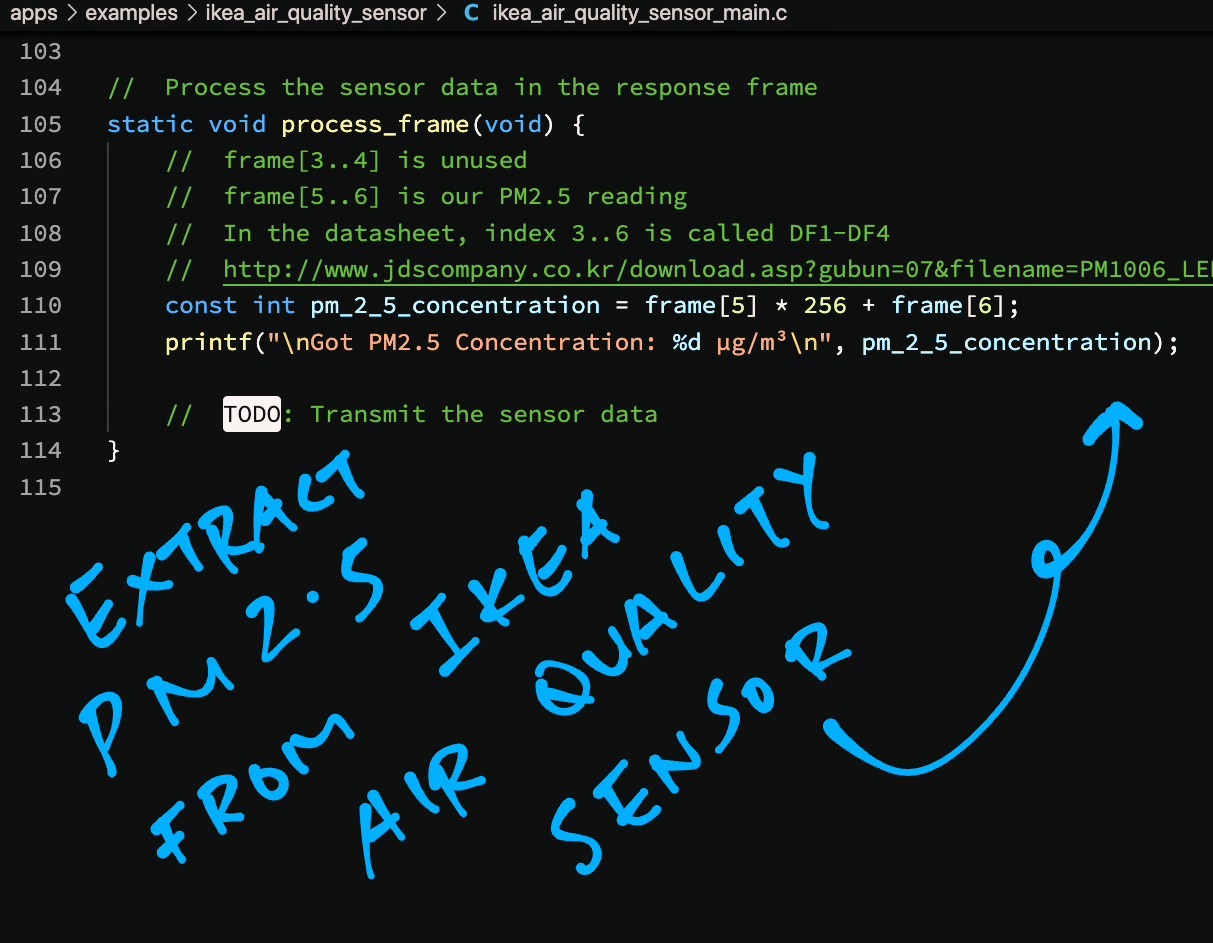 apps > examples > ikea_air_quality_sensor > C ikea_air_quality_sensor_main.c
103
104 //  Process the sensor data in the response frame
105 static void process_frame(void) {
106     //  frame[3..4] is unused
107     //  frame[5..6] is our PM2.5 reading
108     //  In the datasheet, index 3..6 is called DF1-DF4
109     //  http://www.jdscompany.co.kr/download.asp?gubun=07&filename=PM1006_LE
110     const int pm_2_5_concentration = frame[5] * 256 + frame[6];
111     printf("\nGot PM2.5 Concentration: %d µg/m³\n", pm_2_5_concentration);
112
113     //  TODO: Transmit the sensor data
114 }
115
EXTRACT
PM 2.5
FROM
IKEA
AIR
QUALITY
SENSOR